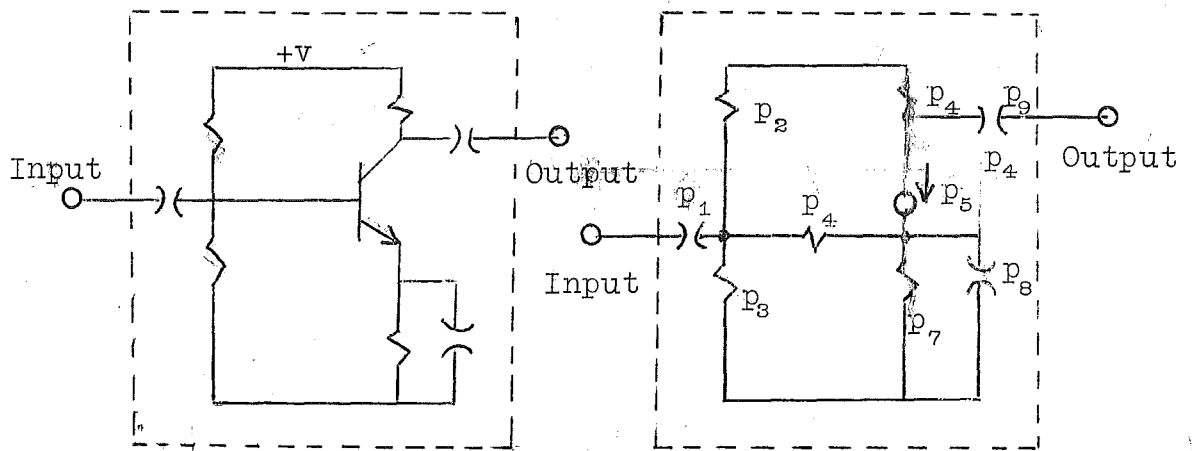 +V
Input
Output
p₂
p₄
p₉
Output
p₄
p₁
p₄
p₅
Input
p₃
p₈
p₇